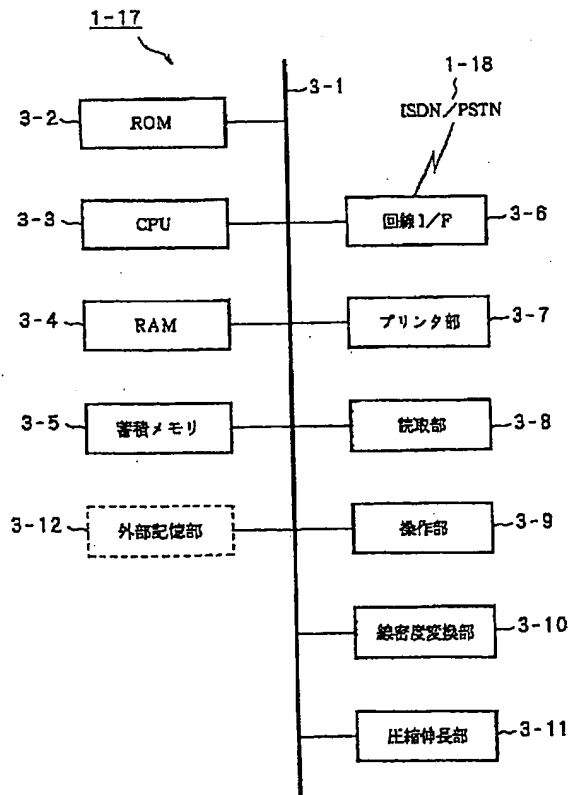 1-17
3-1
1-18
ISDN/PSTN
3-2
ROM
3-3
CPU
回線I/F
3-6
3-4
RAM
プリンタ部
3-7
3-5
蓄積メモリ
読取部
3-8
3-12
外部記憶部
操作部
3-9
線密度変換部
3-10
圧縮伸長部
3-11